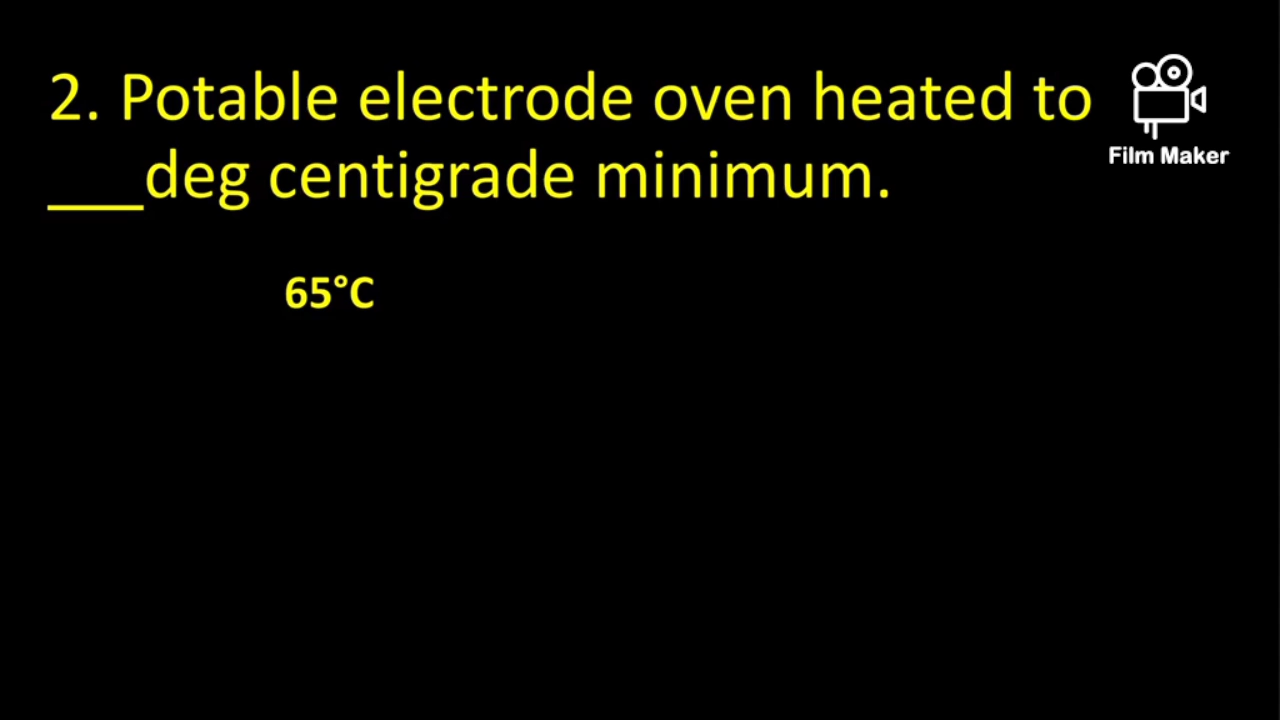 2. Potable electrode oven heated to
___deg centigrade minimum.
65°C
Film Maker